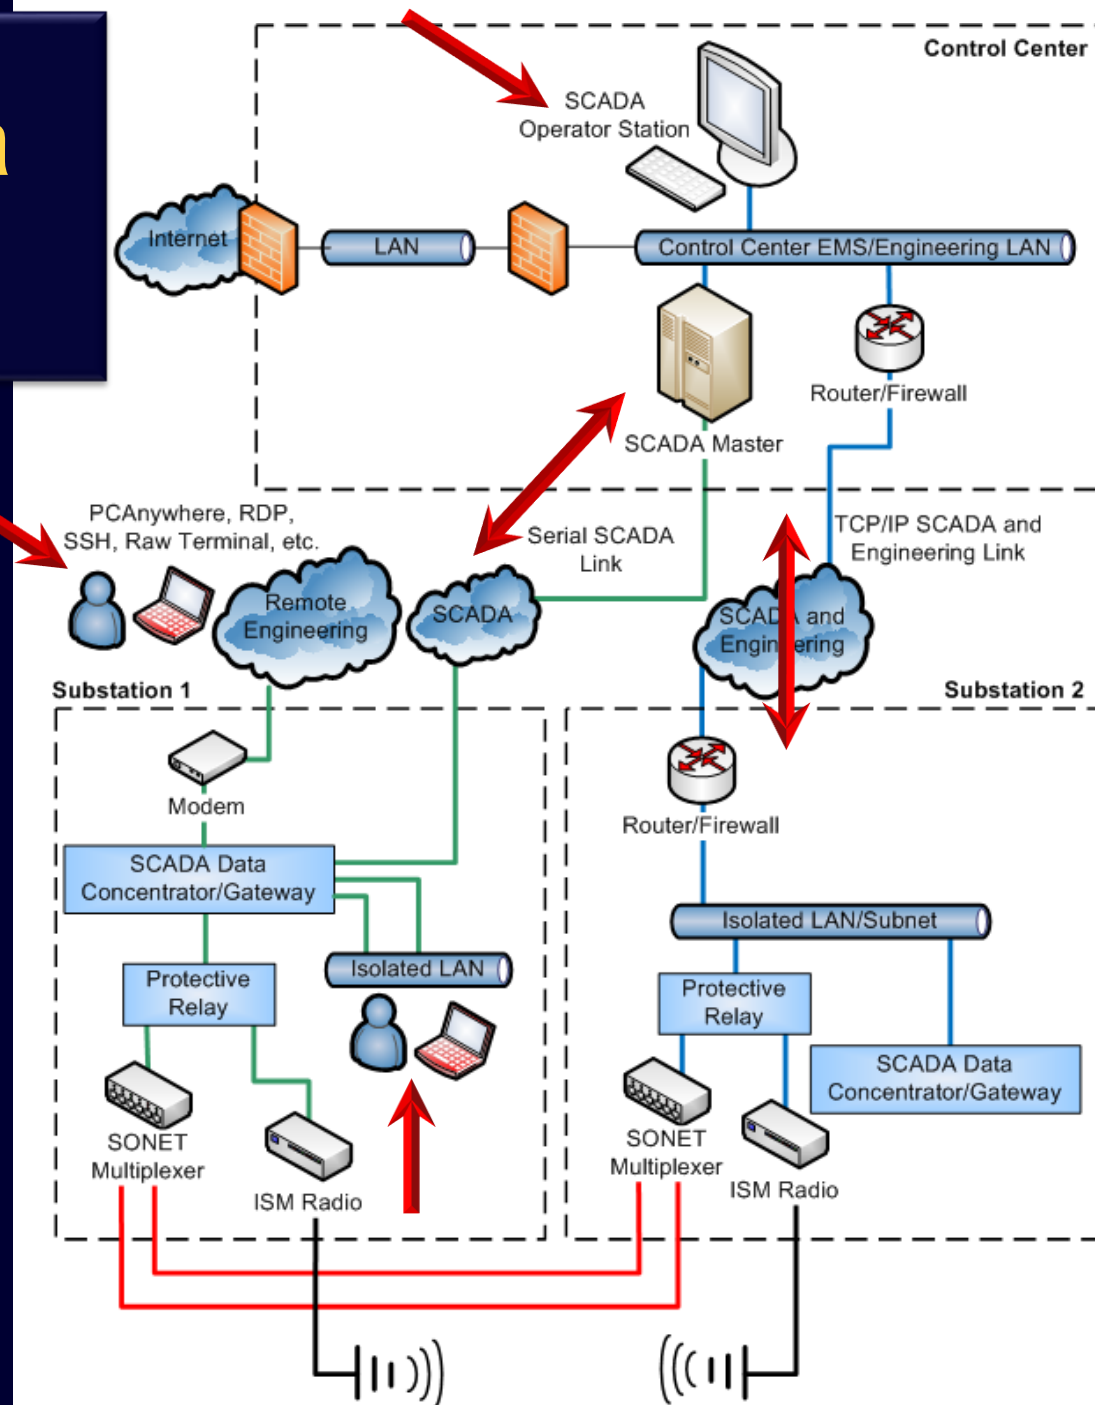 a
Control Center
SCADA
Operator Station
Internet
LAN
Control Center EMS/Engineering LAN
Router/Firewall
SCADA Master
PCAnywhere, RDP,
SSH, Raw Terminal, etc.
Serial SCADA
Link
TCP/IP SCADA and
Engineering Link
Remote
Engineering
SCADA
SCADA and
Engineering
Substation 1
Substation 2
Modem
Router/Firewall
SCADA Data
Concentrator/Gateway
Isolated LAN/Subnet
Isolated LAN
Protective
Relay
Protective
Relay
SCADA Data
Concentrator/Gateway
SONET
Multiplexer
ISM Radio
SONET
Multiplexer
ISM Radio